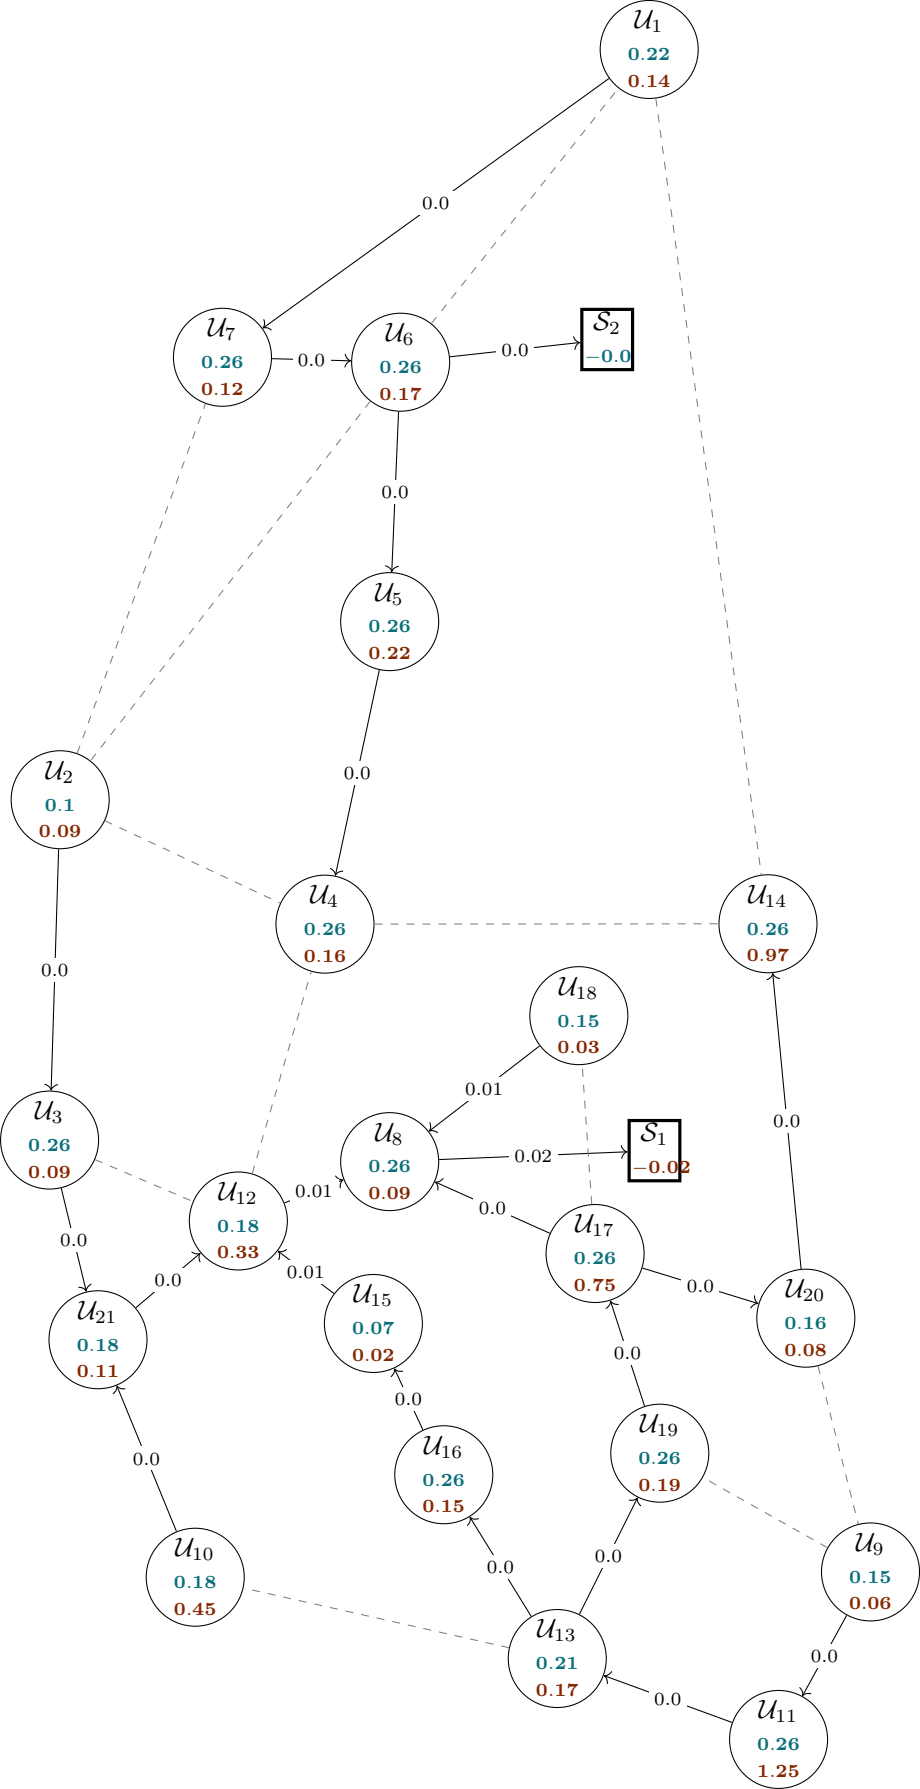 𝒰1
0.22
0.14
0.0
𝒰7
0.26
0.12
0.0
𝒰6
0.26
0.17
0.0
𝒮2
−0.0
0.0
𝒰5
0.26
0.22
0.0
𝒰2
0.1
0.09
𝒰4
0.26
0.16
𝒰14
0.26
0.97
0.0
𝒰18
0.15
0.03
0.01
𝒰3
0.26
0.09
𝒰8
0.26
0.09
0.02
𝒮1
−0.02
0.0
𝒰12
0.18
0.33
0.01
0.0
𝒰17
0.26
0.75
0.0
0.0
𝒰21
0.18
0.11
0.0
0.01
𝒰15
0.07
0.02
0.0
𝒰20
0.16
0.08
0.0
0.0
𝒰16
0.26
0.15
𝒰19
0.26
0.19
0.0
𝒰10
0.18
0.45
0.0
0.0
𝒰9
0.15
0.06
𝒰13
0.21
0.17
0.0
0.0
𝒰11
0.26
1.25